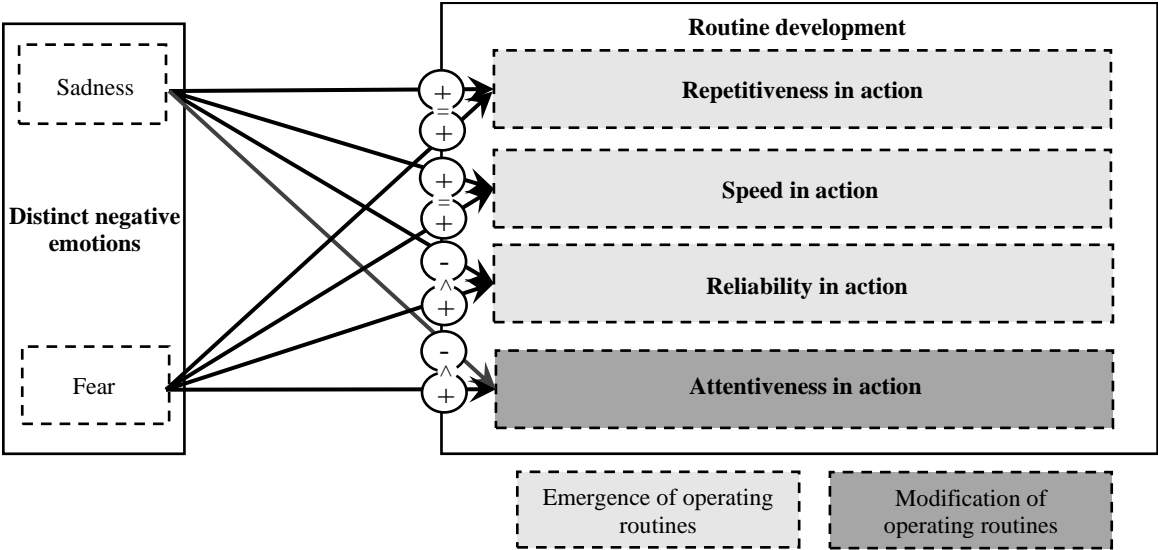 Routine development
Sadness
Distinct negative
emotions
Fear
+
=
+
+
=
+
-
^
+
-
^
+
Repetitiveness in action
Speed in action
Reliability in action
Attentiveness in action
Emergence of operating
routines
Modification of
operating routines